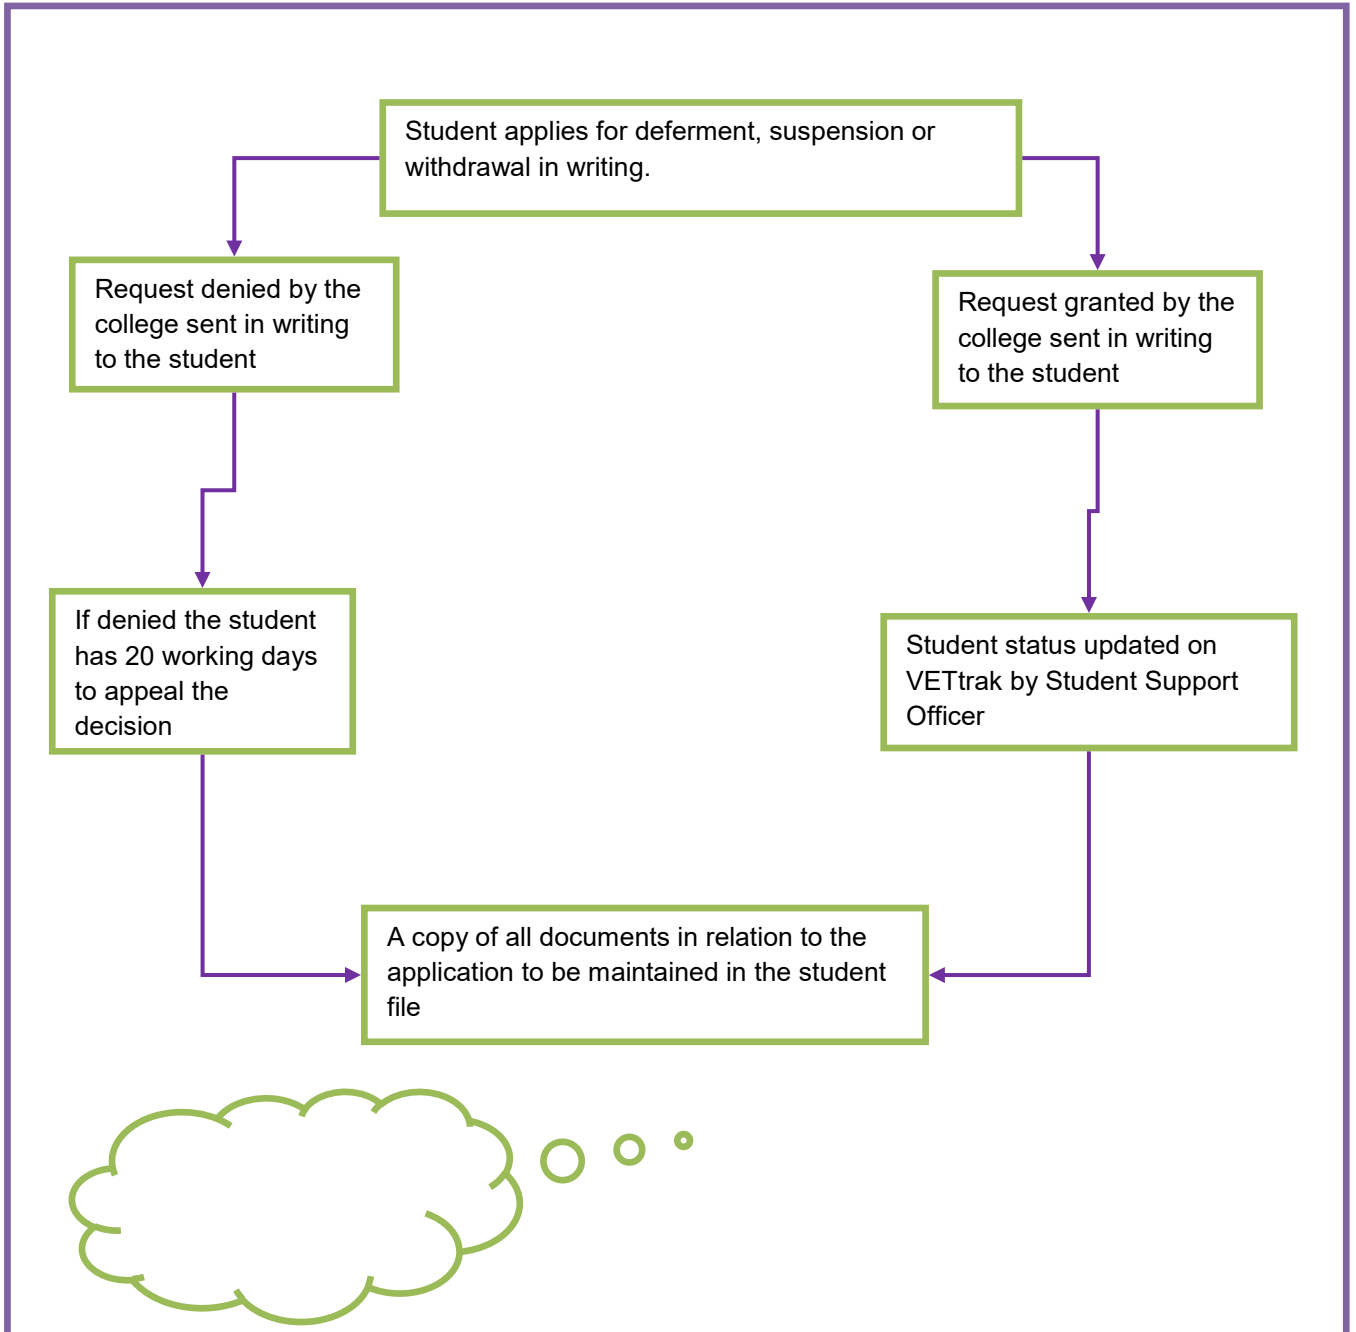 Student applies for deferment, suspension or
withdrawal in writing.
Request denied by the
college sent in writing
to the student
Request granted by the
college sent in writing
to the student
If denied the student
has 20 working days
to appeal the
decision
Student status updated on
VETtrak by Student Support
Officer
A copy of all documents in relation to the
application to be maintained in the student
file